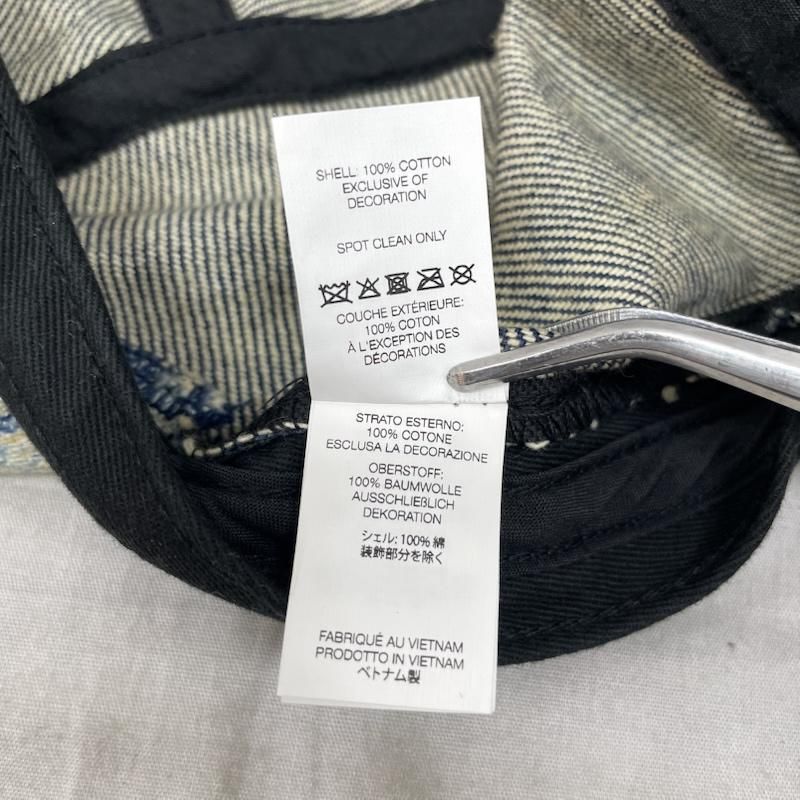 SHELL: 100% COTTON
EXCLUSIVE OF
DECORATION
SPOT CLEAN ONLY
COUCHE EXTÉRIEURE:
100% COTON
À L'EXCEPTION DES
DÉCORATIONS
STRATO ESTERNO:
100% COTONE
ESCLUSA LA DECORAZIONE
OBERSTOFF:
100% BAUMWOLLE
AUSSCHLIEẞLICH
DEKORATION
シェル: 100% 綿
装飾部分を除く
FABRIQUÉ AU VIETNAM
PRODOTTO IN VIETNAM
ベトナム製